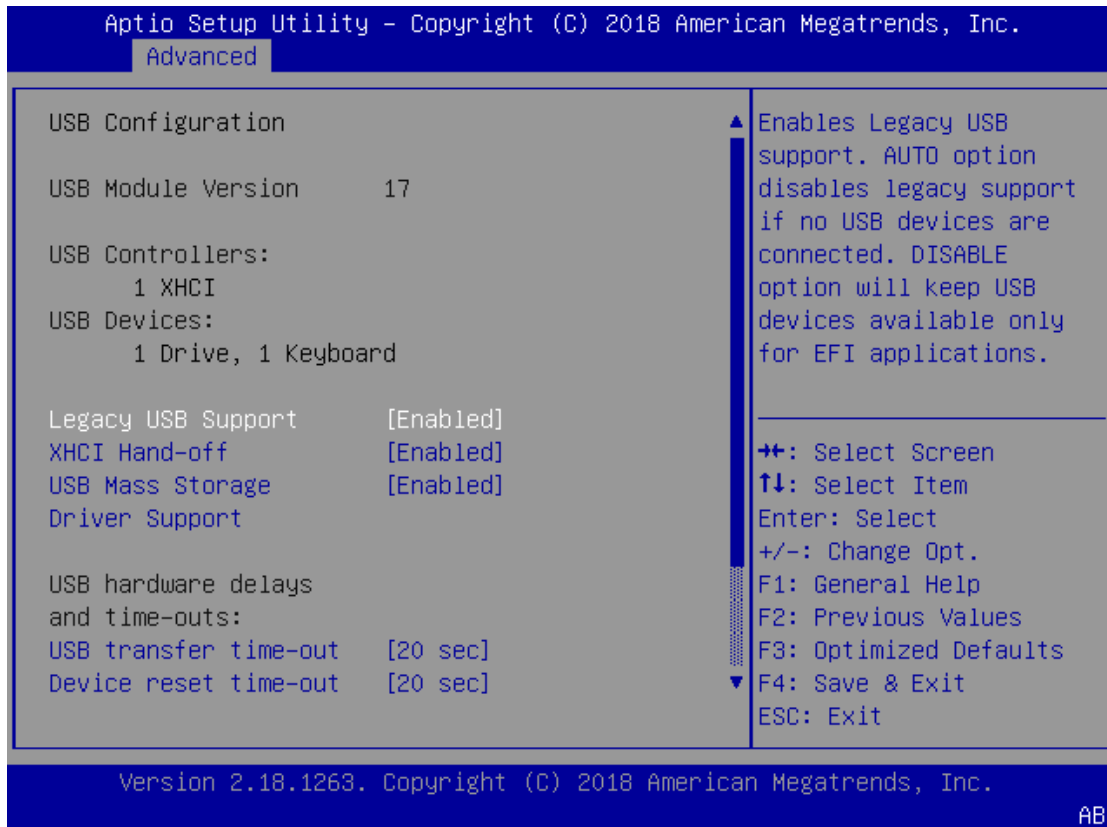 Aptio Setup Utility – Copyright (C) 2018 American Megatrends, Inc.
Advanced
USB Configuration
USB Module Version 17
USB Controllers:
1 XHCI
USB Devices:
1 Drive, 1 Keyboard
Legacy USB Support [Enabled]
XHCI Hand-off [Enabled]
USB Mass Storage [Enabled]
Driver Support
USB hardware delays
and time-outs:
USB transfer time-out [20 sec]
Device reset time-out [20 sec]
Enables Legacy USB
support. AUTO option
disables legacy support
if no USB devices are
connected. DISABLE
option will keep USB
devices available only
for EFI applications.
→←: Select Screen
↑↓: Select Item
Enter: Select
+/-: Change Opt.
F1: General Help
F2: Previous Values
F3: Optimized Defaults
F4: Save & Exit
ESC: Exit
Version 2.18.1263. Copyright (C) 2018 American Megatrends, Inc.
AB